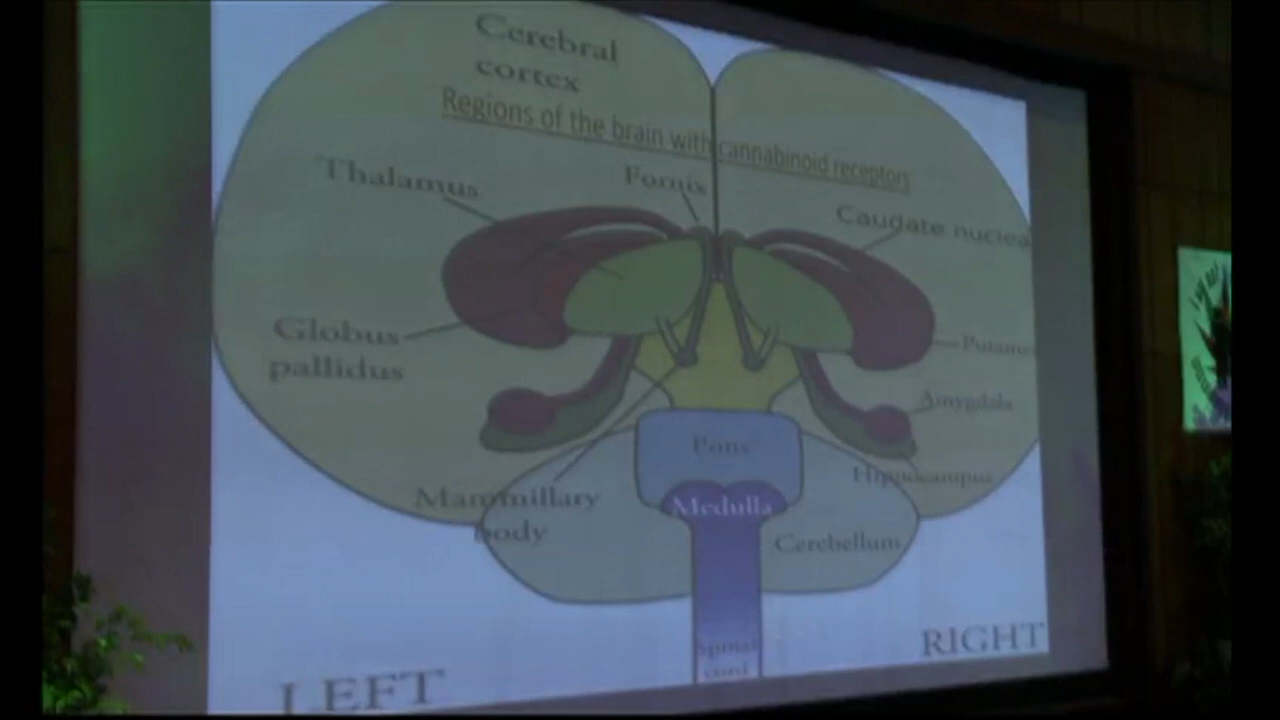 Cerebral
cortex
Regions of the brain with cannabinoid receptors
Thalamus
Fornix
Caudate nuclea
Globus
pallidus
Putamen
Amygdala
Pons
Hippocampus
Mammillary
body
Medulla
Cerebellum
Spinal
cord
RIGHT
LEFT